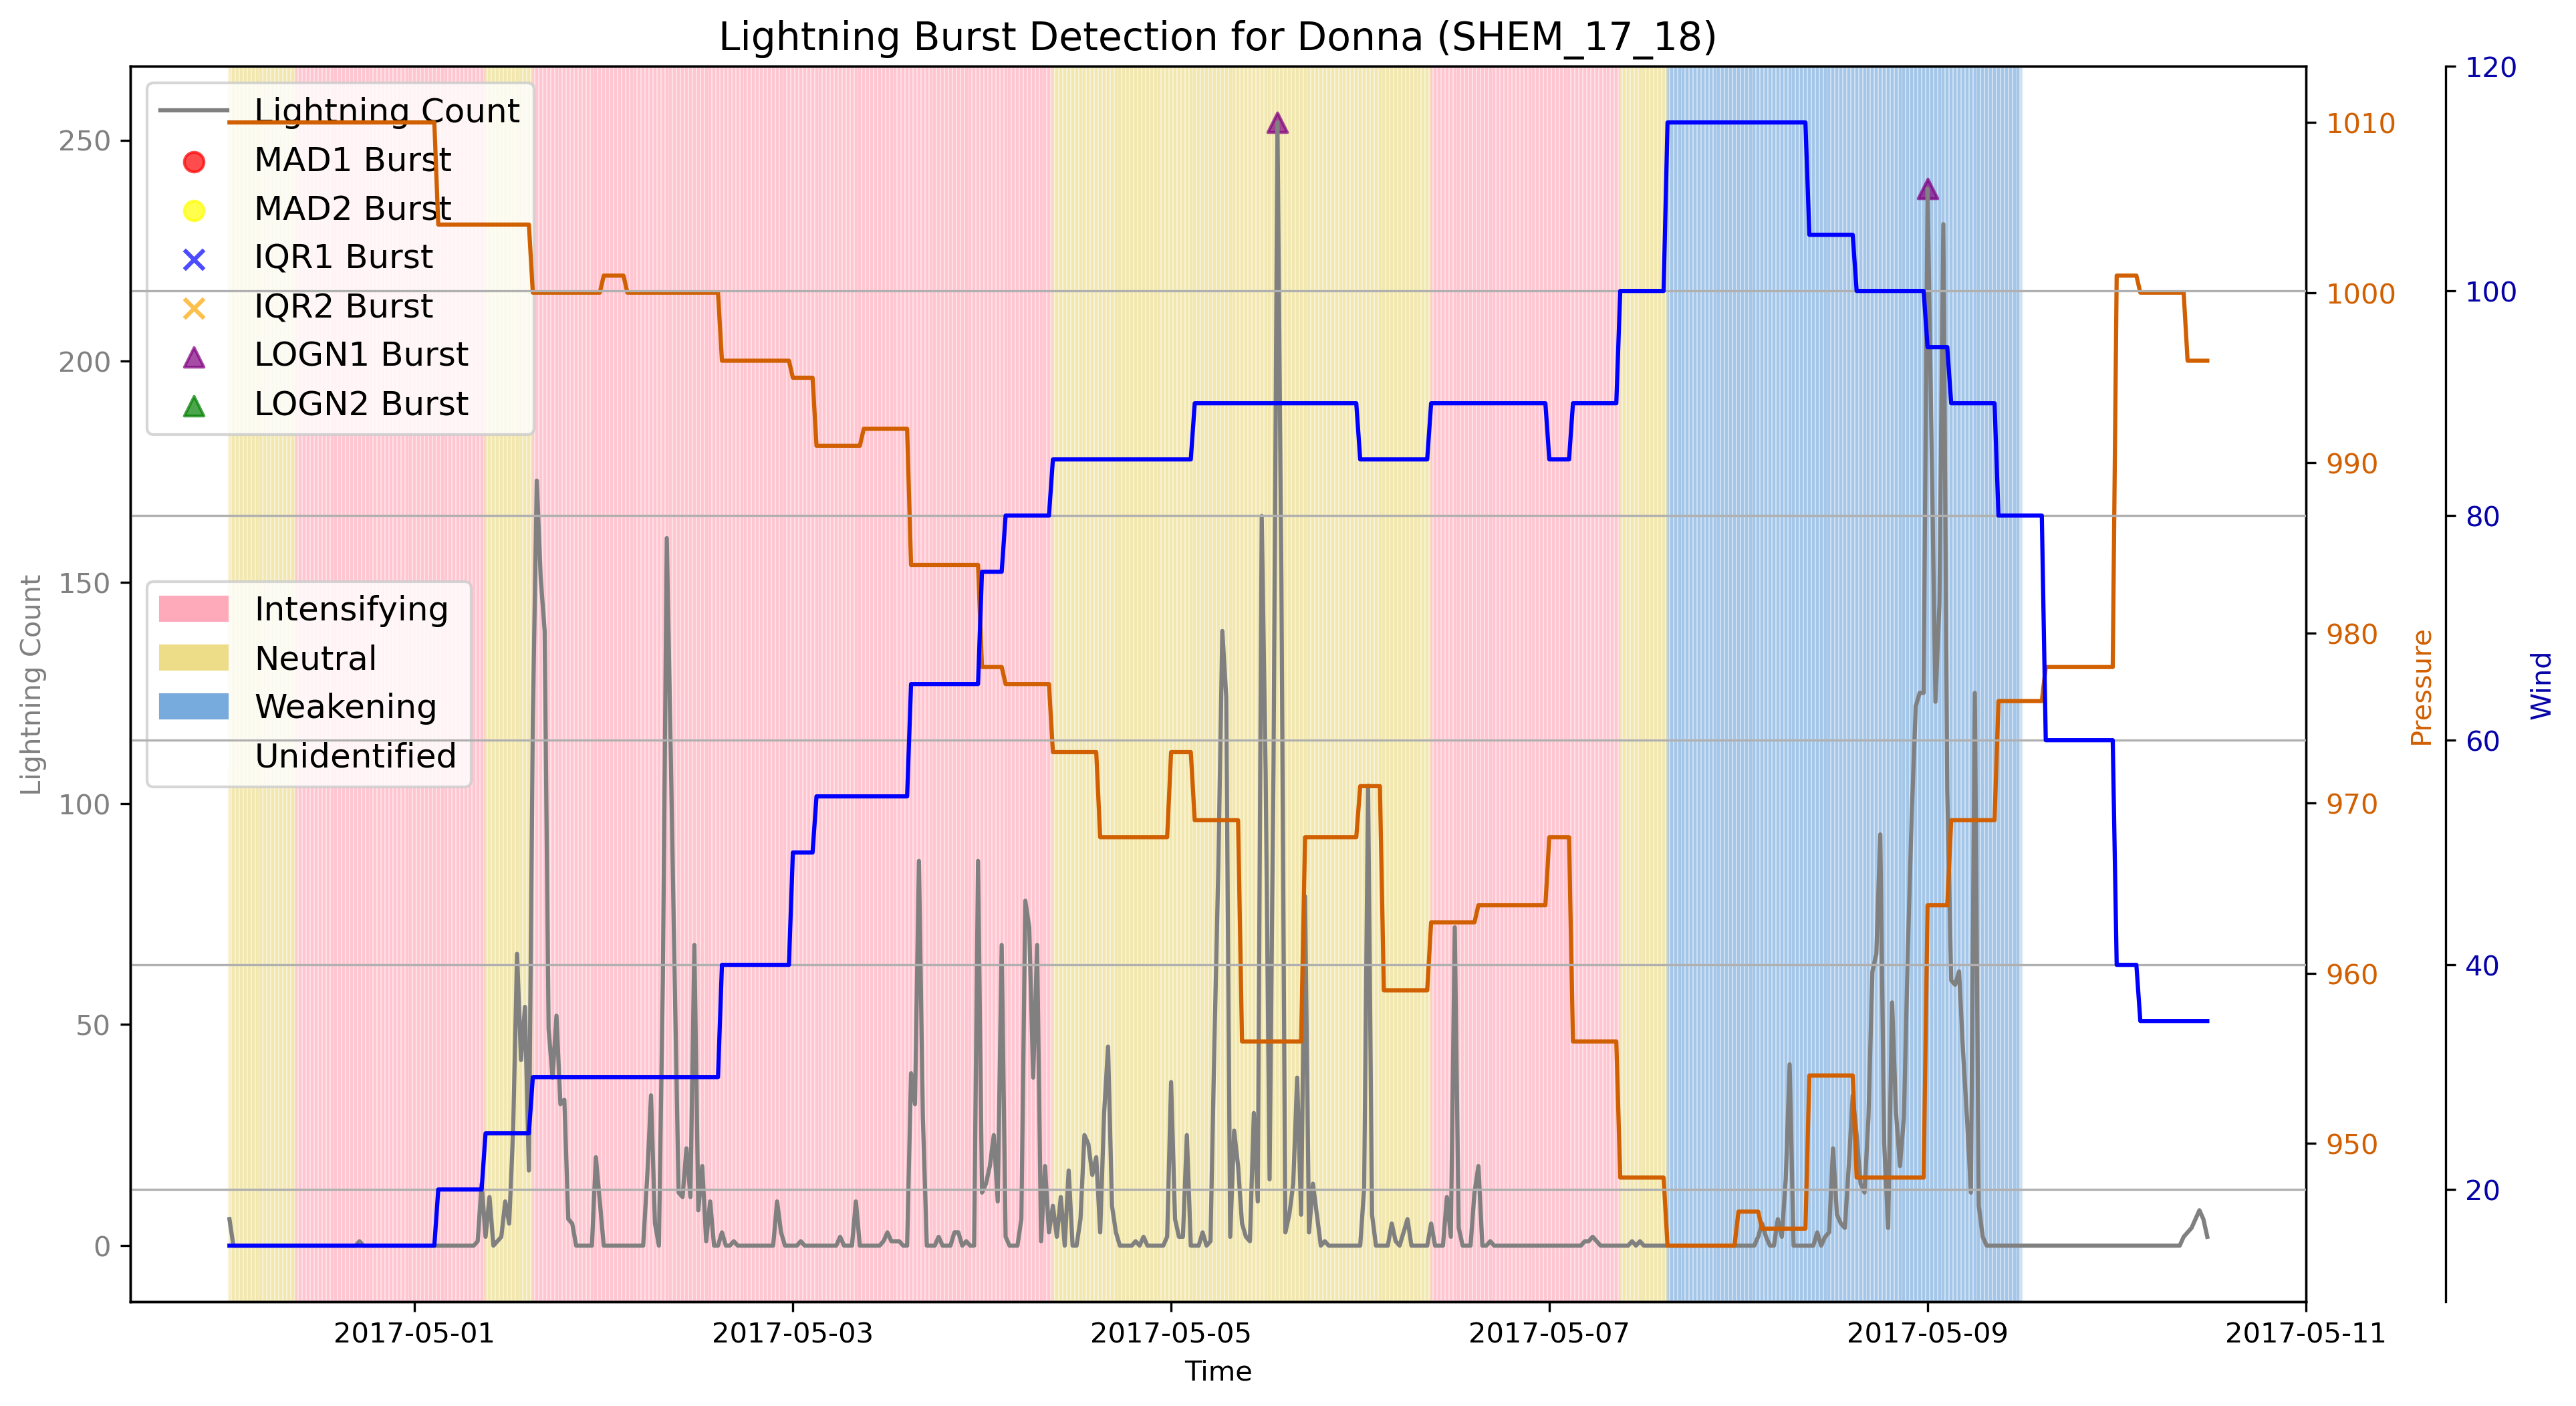 Lightning Burst Detection for Donna (SHEM_17_18)
Lightning Count
MAD1 Burst
MAD2 Burst
IQR1 Burst
IQR2 Burst
LOGN1 Burst
LOGN2 Burst
Intensifying
Neutral
Weakening
Unidentified
Lightning Count
250
200
150
100
50
0
1010
1000
990
980
970
960
950
Pressure
120
100
80
60
40
20
Wind
2017-05-01
2017-05-03
2017-05-05
2017-05-07
2017-05-09
2017-05-11
Time